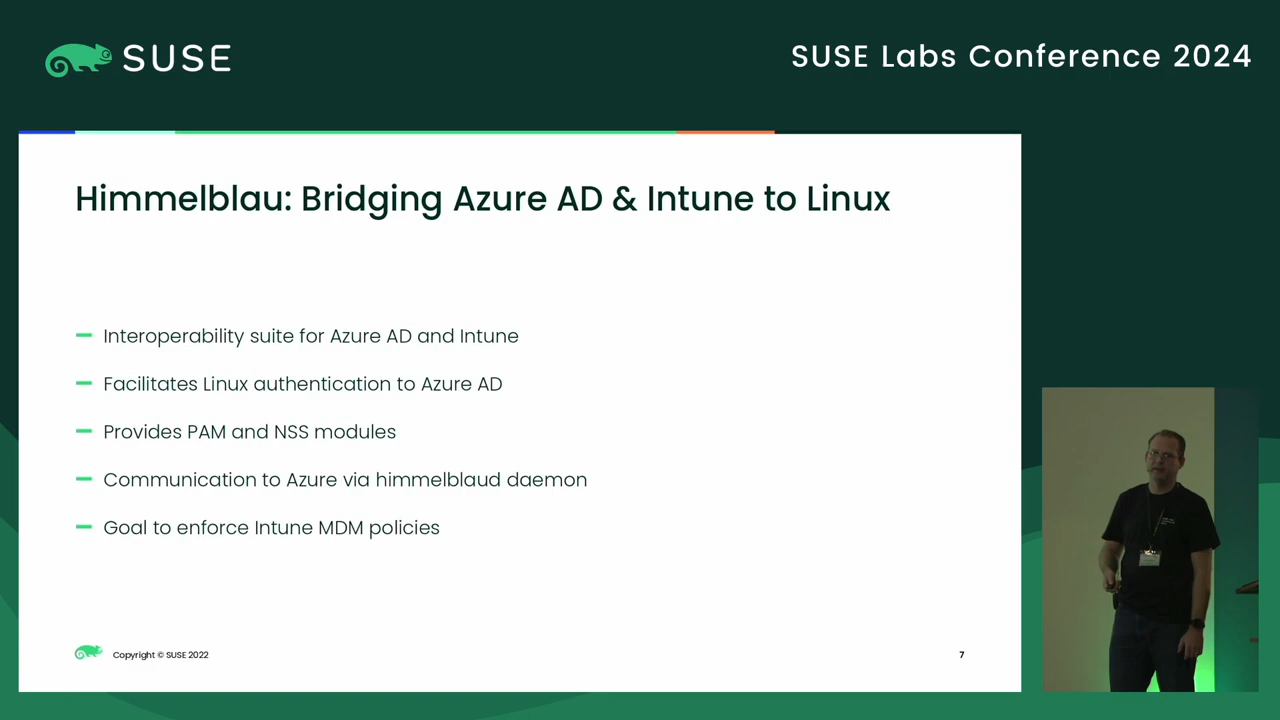 SUSE
SUSE Labs Conference 2024
Himmelblau: Bridging Azure AD & Intune to Linux
Interoperability suite for Azure AD and Intune
Facilitates Linux authentication to Azure AD
Provides PAM and NSS modules
Communication to Azure via himmelblaud daemon
Goal to enforce Intune MDM policies
Copyright © SUSE 2022
7